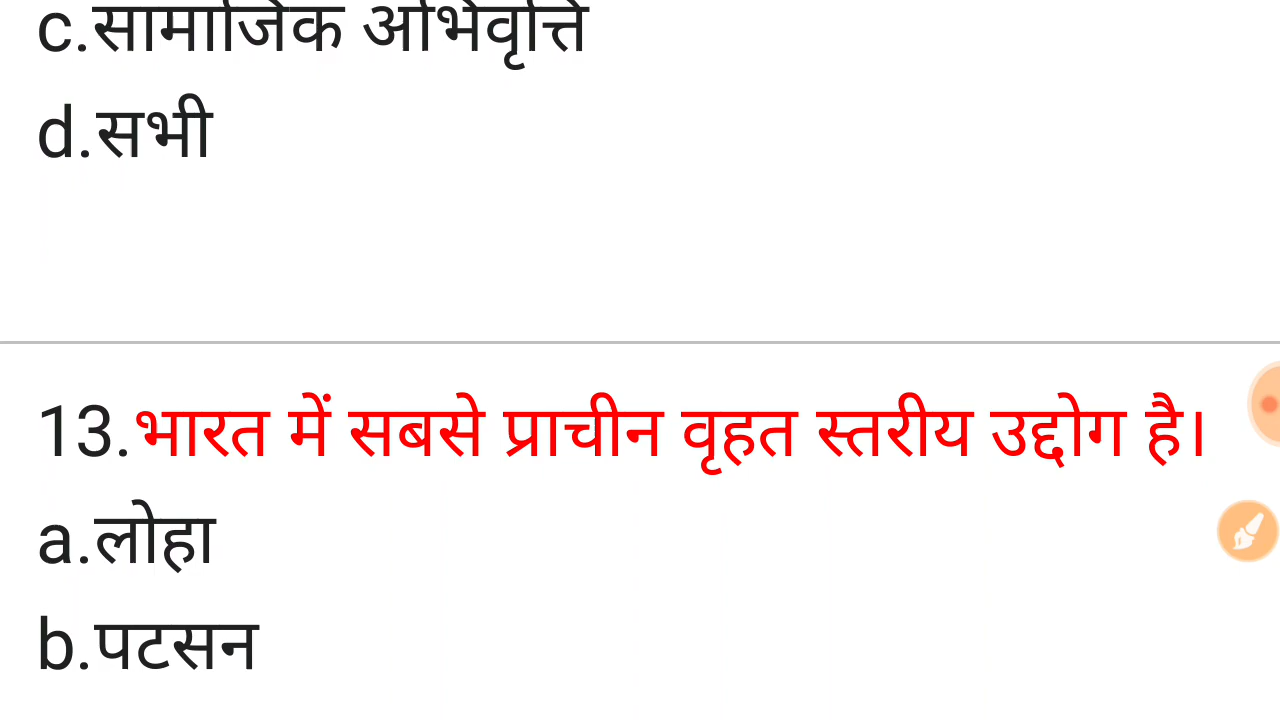 c.सामाजिक अभिवृत्ति
d.सभी
13.भारत में सबसे प्राचीन वृहत स्तरीय उद्दोग है।
a.लोहा
b.पटसन